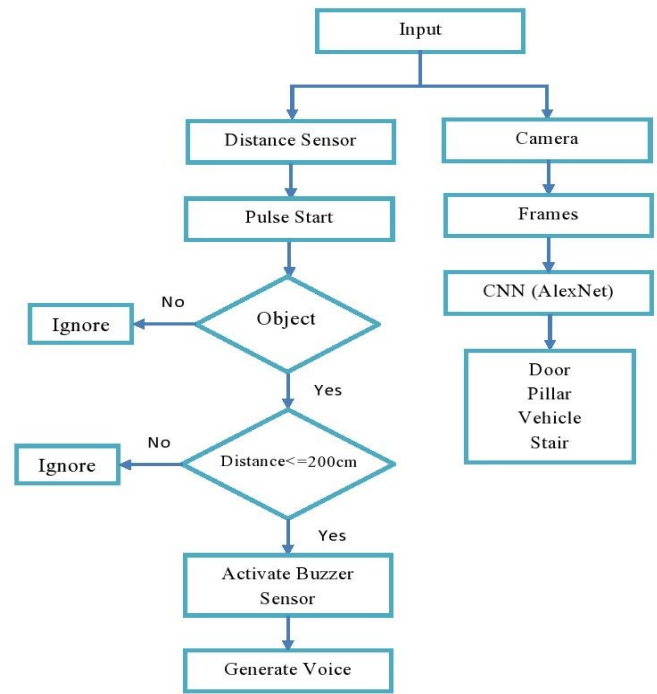 Input
Distance Sensor
Camera
Pulse Start
Frames
CNN (AlexNet)
No
Object
Ignore
Door
Pillar
Vehicle
Stair
Yes
No
Distance<=200cm
Ignore
Yes
Activate Buzzer
Sensor
Generate Voice